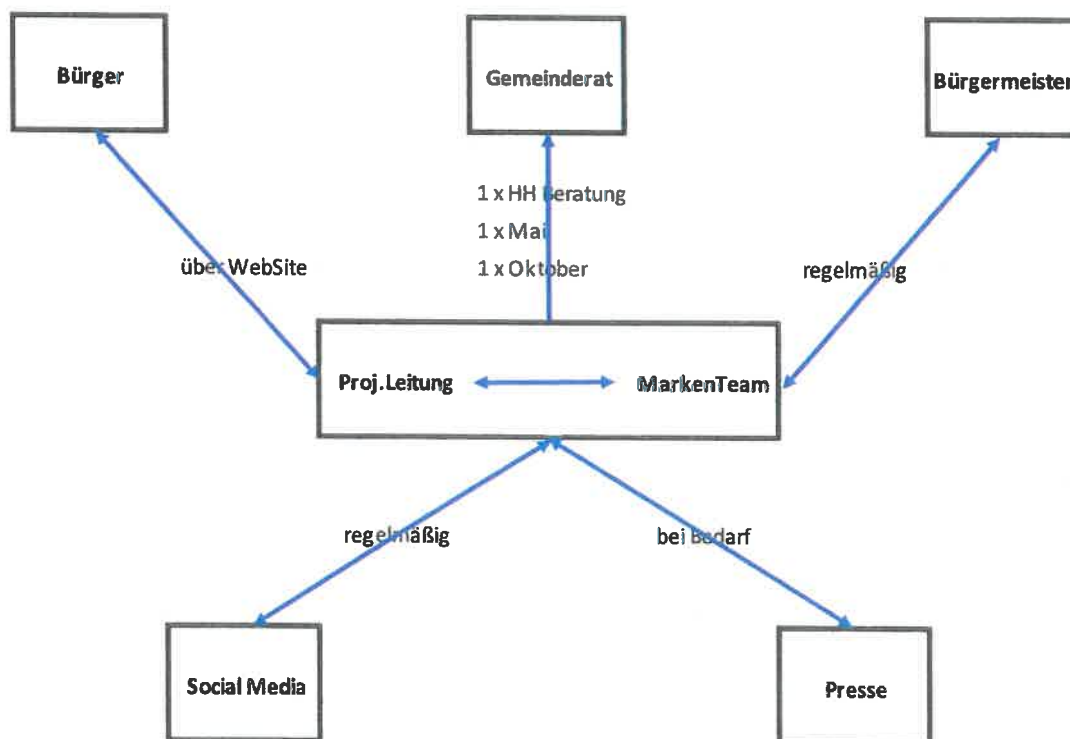 Bürger
Gemeinderat
Bürgermeister
1 x HH Beratung
1 x Mai
1 x Oktober
über WebSite
regelmäßig
Proj.Leitung
MarkenTeam
regelmäßig
bei Bedarf
Social Media
Presse